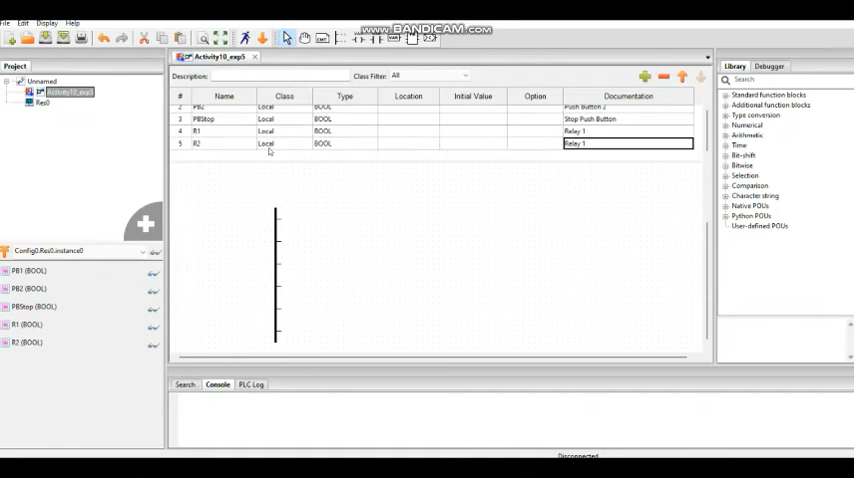 www.BANDICAM.com
File Edit Display Help
Project
Unnamed
Activity10_exp5
Res0
Activity10_exp5
Description:
Class Filter: All
# Name Class Type Location Initial Value Option Documentation
2 PB2 Local BOOL Push Button 2
3 PBStop Local BOOL Stop Push Button
4 R1 Local BOOL Relay 1
5 R2 Local BOOL Relay 1
Config0.Res0.instance0
PB1 (BOOL)
PB2 (BOOL)
PBStop (BOOL)
R1 (BOOL)
R2 (BOOL)
Library Debugger
Search
Standard function blocks
Additional function blocks
Type conversion
Numerical
Arithmetic
Time
Bit-shift
Bitwise
Selection
Comparison
Character string
Native POUs
Python POUs
User-defined POUs
Search Console PLC Log
Disconnected